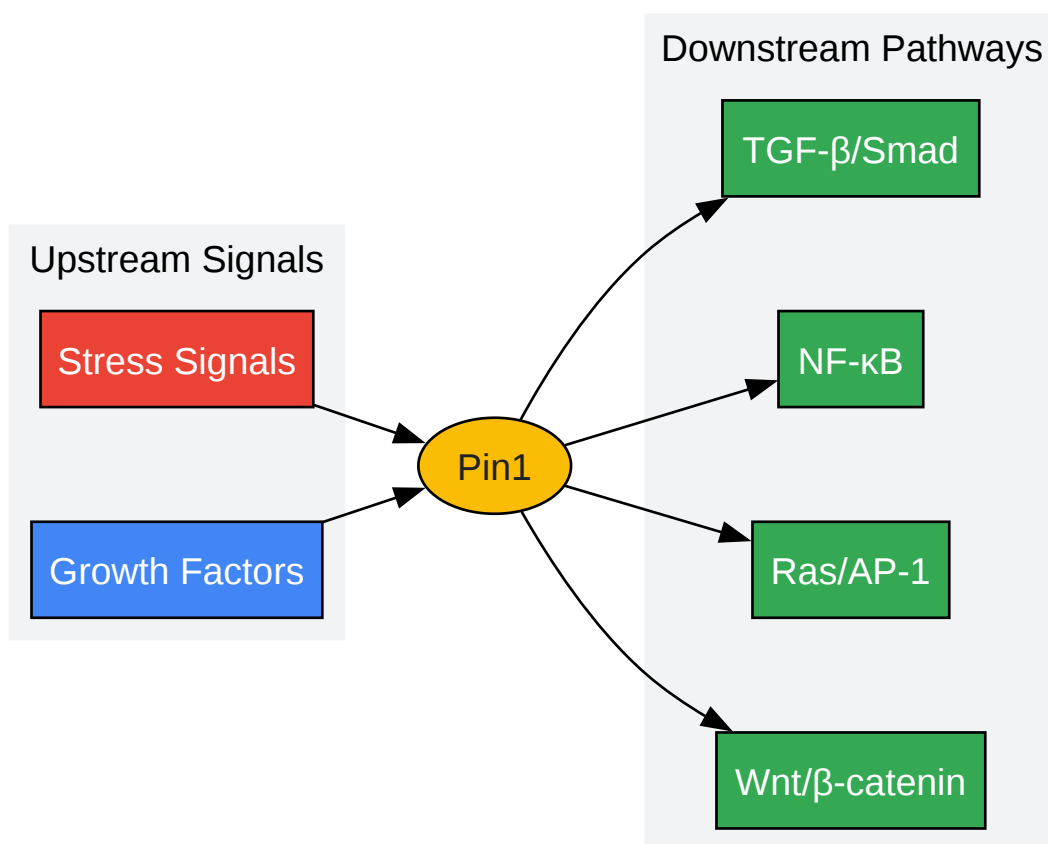 Upstream Signals
Stress Signals
Growth Factors
Pin1
Downstream Pathways
TGF-β/Smad
NF-κB
Ras/AP-1
Wnt/β-catenin